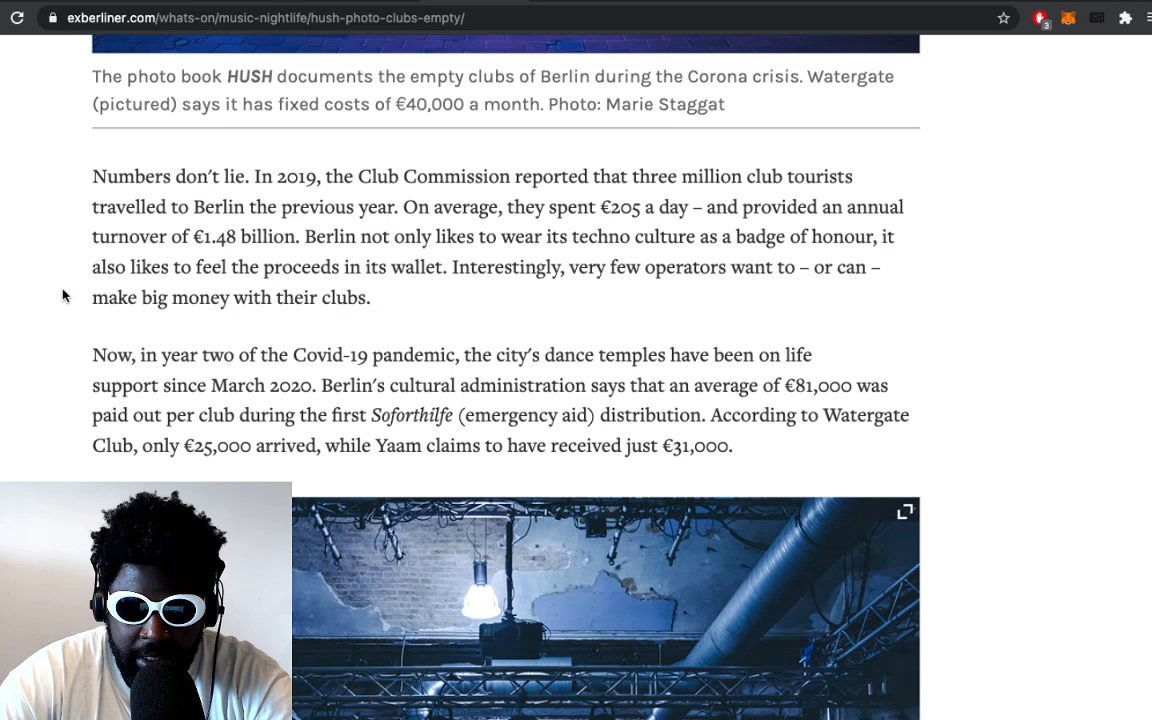 exberliner.com/whats-on/music-nightlife/hush-photo-clubs-empty/
3
The photo book HUSH documents the empty clubs of Berlin during the Corona crisis. Watergate
(pictured) says it has fixed costs of €40,000 a month. Photo: Marie Staggat
Numbers don't lie. In 2019, the Club Commission reported that three million club tourists
travelled to Berlin the previous year. On average, they spent €205 a day – and provided an annual
turnover of €1.48 billion. Berlin not only likes to wear its techno culture as a badge of honour, it
also likes to feel the proceeds in its wallet. Interestingly, very few operators want to – or can –
make big money with their clubs.
Now, in year two of the Covid-19 pandemic, the city's dance temples have been on life
support since March 2020. Berlin's cultural administration says that an average of €81,000 was
paid out per club during the first Soforthilfe (emergency aid) distribution. According to Watergate
Club, only €25,000 arrived, while Yaam claims to have received just €31,000.